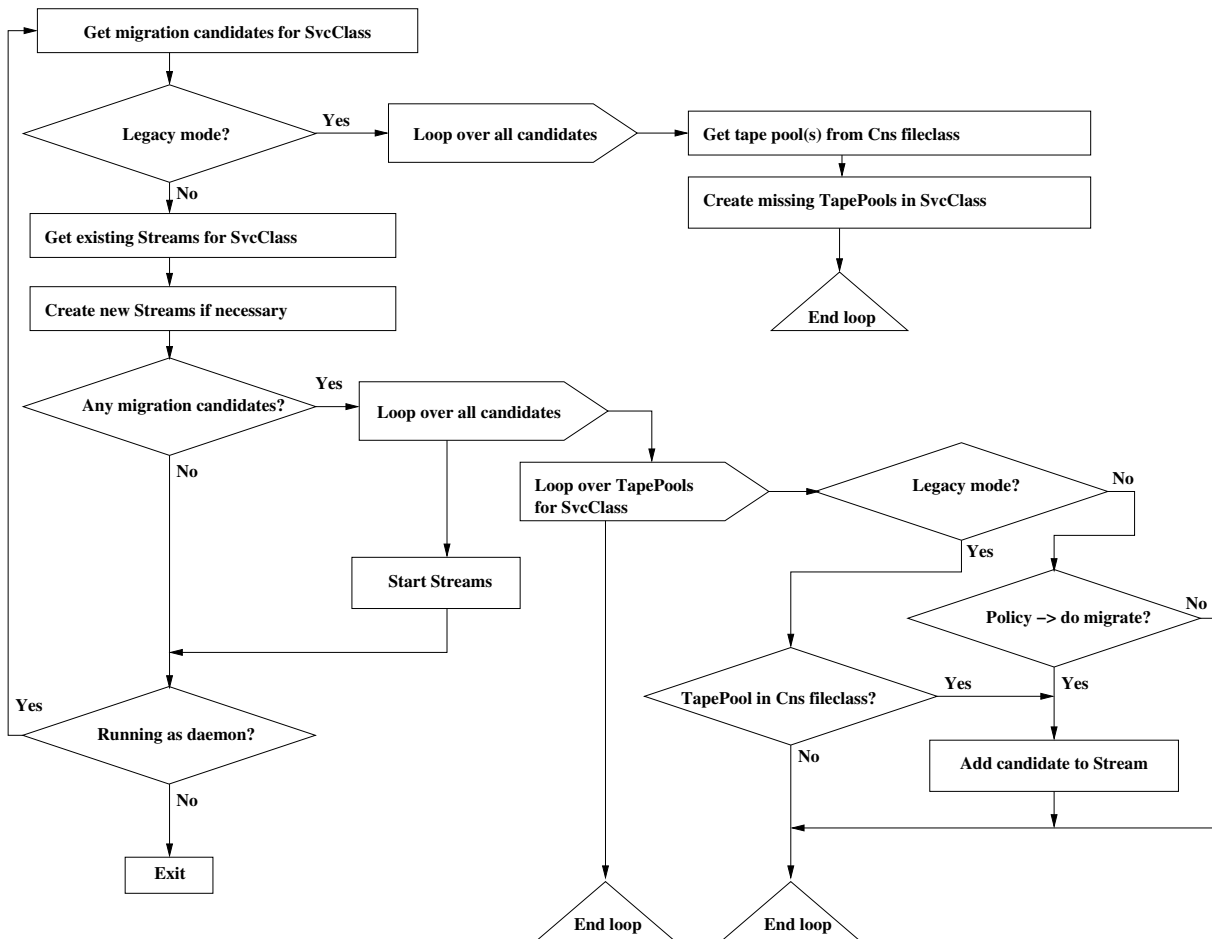 Get migration candidates for SvcClass
Legacy mode?
Yes
Loop over all candidates
Get tape pool(s) from Cns fileclass
Create missing TapePools in SvcClass
End loop
No
Get existing Streams for SvcClass
Create new Streams if necessary
Any migration candidates?
Yes
Loop over all candidates
No
Loop over TapePools
for SvcClass
Legacy mode?
No
Yes
Start Streams
Policy −> do migrate?
No
Yes
TapePool in Cns fileclass?
Yes
No
Add candidate to Stream
Yes
Running as daemon?
No
Exit
End loop
End loop